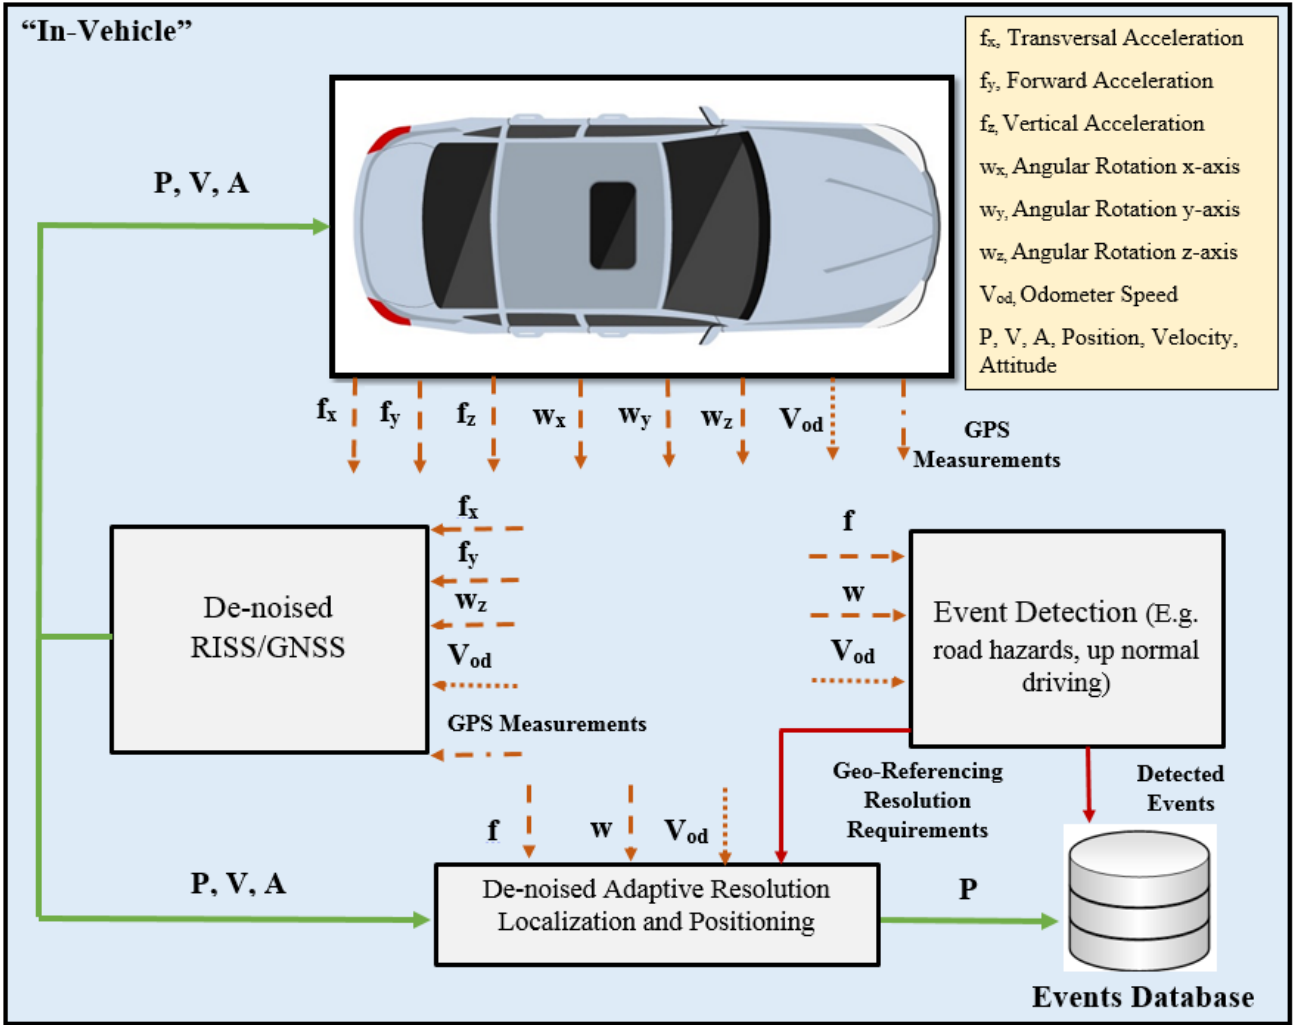 “In-Vehicle”
fx, Transversal Acceleration
fy, Forward Acceleration
fz, Vertical Acceleration
wx, Angular Rotation x-axis
wy, Angular Rotation y-axis
wz, Angular Rotation z-axis
Vod, Odometer Speed
P, V, A, Position, Velocity,
Attitude
P, V, A
fx
fy
fz
wx
wy
wz
Vod
GPS
Measurements
fx
fy
wz
Vod
GPS Measurements
De-noised
RISS/GNSS
f
w
Vod
Event Detection (E.g.
road hazards, up normal
driving)
Geo-Referencing
Resolution
Requirements
Detected
Events
f
w
Vod
P, V, A
De-noised Adaptive Resolution
Localization and Positioning
P
Events Database